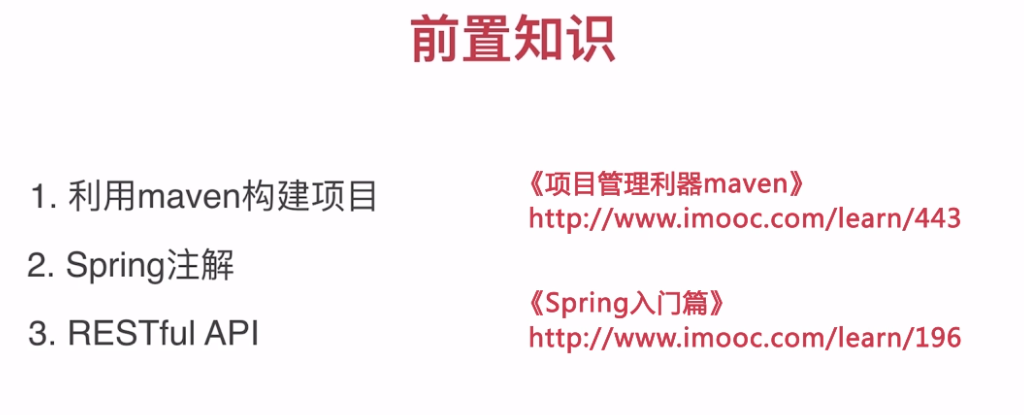 前置知识
1. 利用maven构建项目
2. Spring注解
3. RESTful API
《项目管理利器maven》
http://www.imooc.com/learn/443
《Spring入门篇》
http://www.imooc.com/learn/196